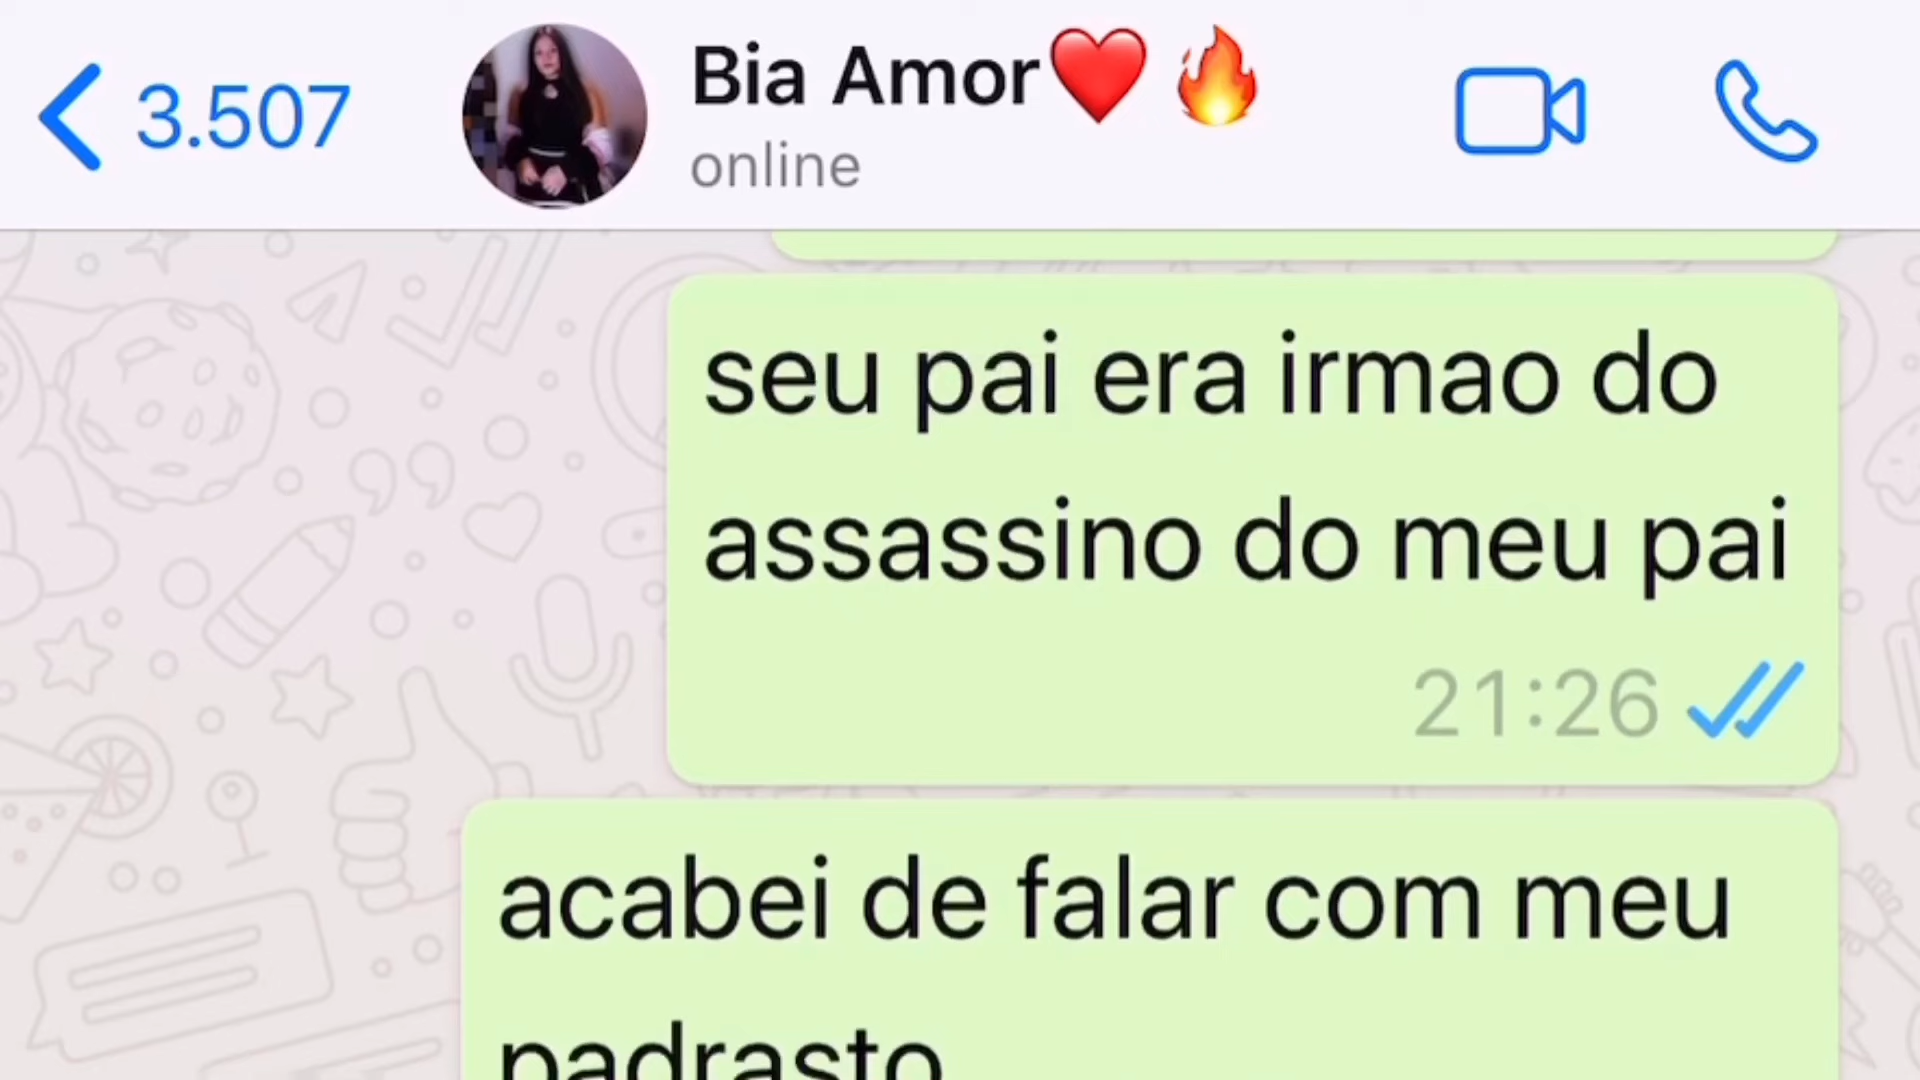 3.507
Bia Amor❤️🔥
online
seu pai era irmao do
assassino do meu pai
21:26
acabei de falar com meu
padrasto